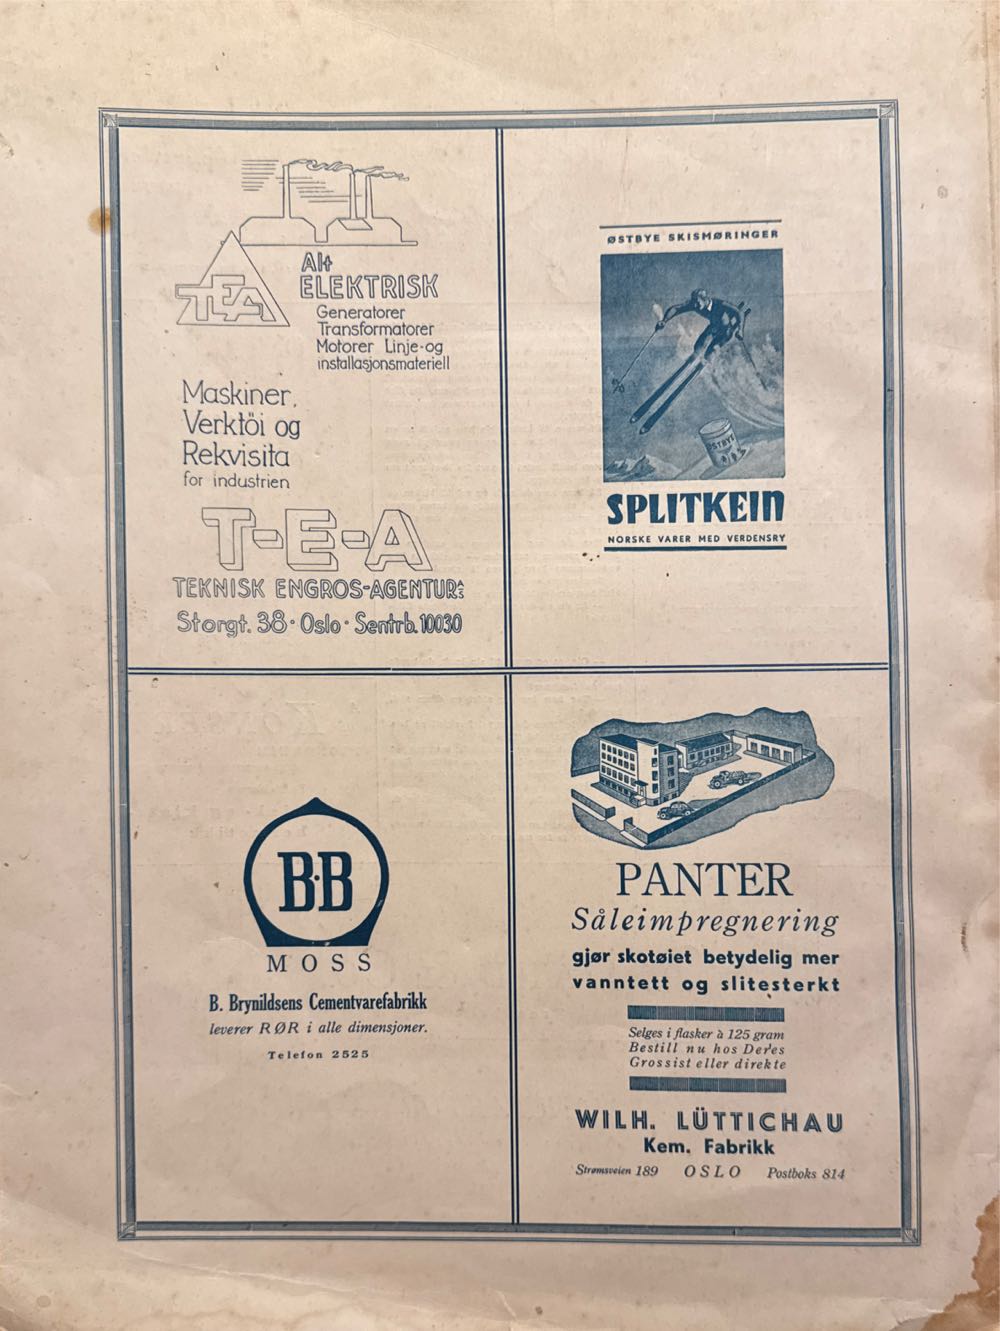 TEA
Alt
ELEKTRISK
Generatorer
Transformatorer
Motorer Linje-og
installasjonsmateriell
Maskiner,
Verktöi og
Rekvisita
for industrien
T-E-A
TEKNISK ENGROS-AGENTUR A/S
Storgt. 38 · Oslo · Sentrb. 10030
ØSTBYE SKISMØRINGER
ØSTBYE
SPLITKEIN
NORSKE VARER MED VERDENSRY
B·B
MOSS
B. Brynildsens Cementvarefabrikk
leverer RØR i alle dimensjoner.
Telefon 2525
PANTER
Såleimpregnering
gjør skotøiet betydelig mer
vanntett og slitesterkt
Selges i flasker à 125 gram
Bestill nu hos Deres
Grossist eller direkte
WILH. LÜTTICHAU
Kem. Fabrikk
Strømsveien 189 OSLO Postboks 814